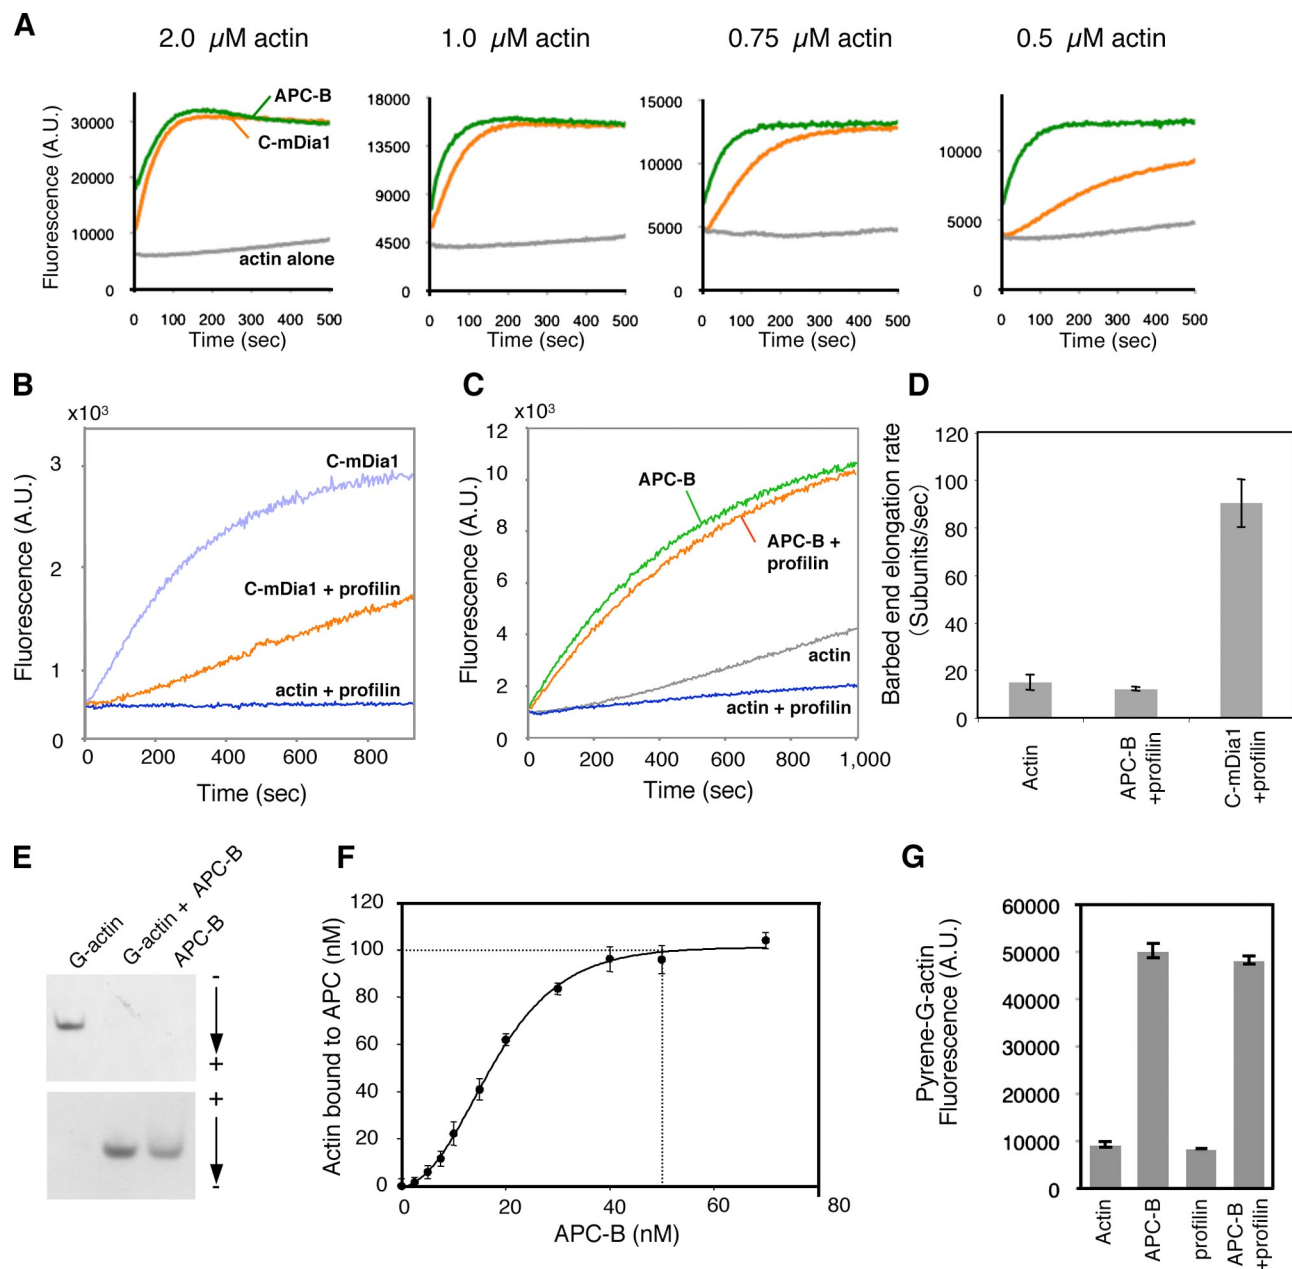 A
2.0 µM actin
1.0 µM actin
0.75 µM actin
0.5 µM actin
Fluorescence (A.U.)
30000
20000
10000
0
APC-B
C-mDia1
actin alone
0 100 200 300 400 500
Time (sec)
18000
13500
9000
4500
0
0 100 200 300 400 500
Time (sec)
15000
10000
5000
0
0 100 200 300 400 500
Time (sec)
10000
5000
0
0 100 200 300 400 500
Time (sec)
B
x10³
Fluorescence (A.U.)
3
2
1
0
C-mDia1
C-mDia1 + profilin
actin + profilin
0 200 400 600 800
Time (sec)
C
x10³
Fluorescence (A.U.)
12
10
8
6
4
2
0
APC-B
APC-B +
profilin
actin
actin + profilin
0 200 400 600 800 1,000
Time (sec)
D
Barbed end elongation rate
(Subunits/sec)
120
100
80
60
40
20
0
Actin
APC-B
+profilin
C-mDia1
+profilin
E
G-actin
G-actin + APC-B
APC-B
-
+
+
-
F
Actin bound to APC (nM)
120
100
80
60
40
20
0
0 20 40 60 80
APC-B (nM)
G
Pyrene-G-actin
Fluorescence (A.U.)
60000
50000
40000
30000
20000
10000
0
Actin
APC-B
profilin
APC-B
+profilin